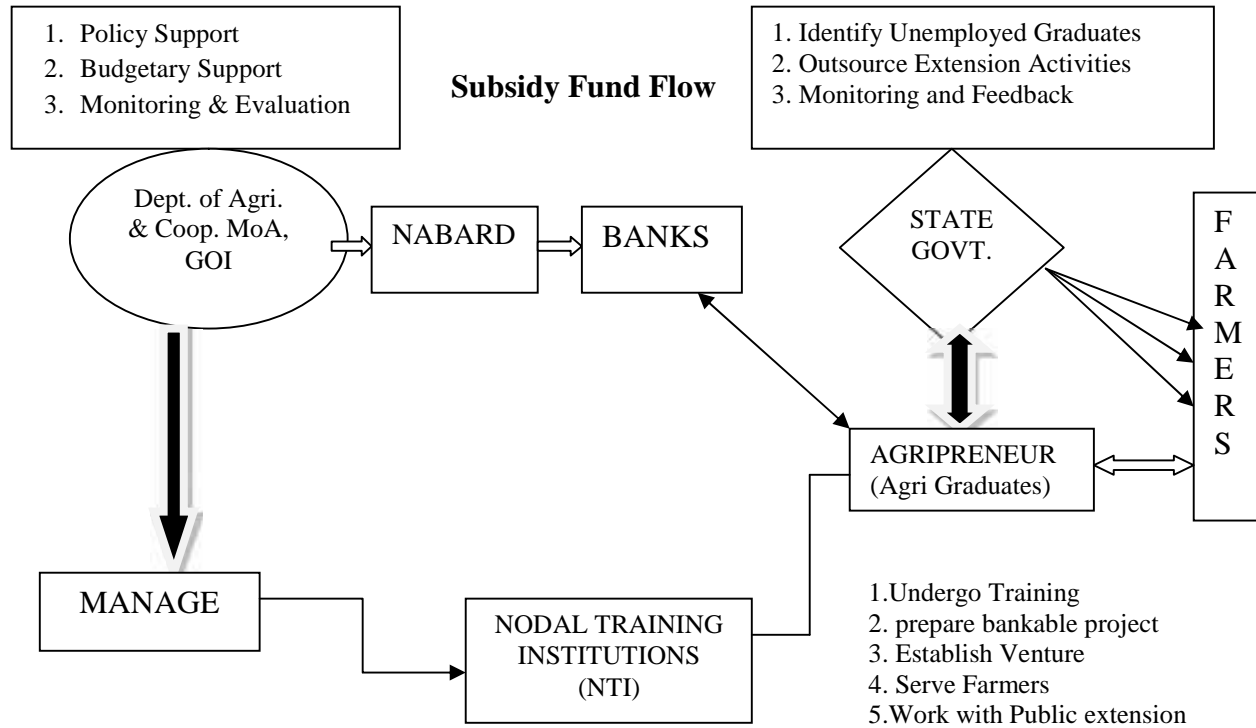 1. Policy Support
2. Budgetary Support
3. Monitoring & Evaluation
Subsidy Fund Flow
1. Identify Unemployed Graduates
2. Outsource Extension Activities
3. Monitoring and Feedback
Dept. of Agri.
& Coop. MoA,
GOI
NABARD
BANKS
STATE
GOVT.
F
A
R
M
E
R
S
AGRIPRENEUR
(Agri Graduates)
MANAGE
NODAL TRAINING
INSTITUTIONS
(NTI)
1.Undergo Training
2. prepare bankable project
3. Establish Venture
4. Serve Farmers
5.Work with Public extension